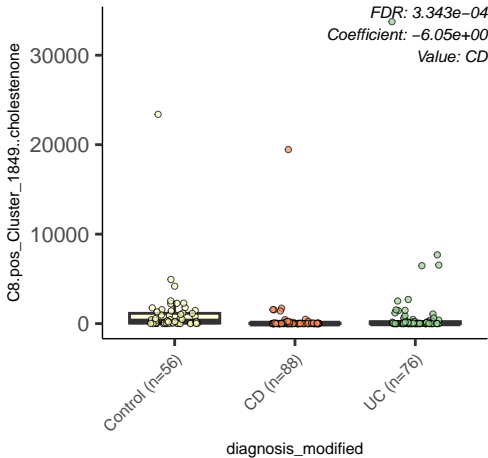 FDR: 3.343e−04
Coefficient: −6.05e+00
Value: CD
C8.pos_Cluster_1849..cholestenone
30000
20000
10000
0
Control (n=56)
CD (n=88)
UC (n=76)
diagnosis_modified